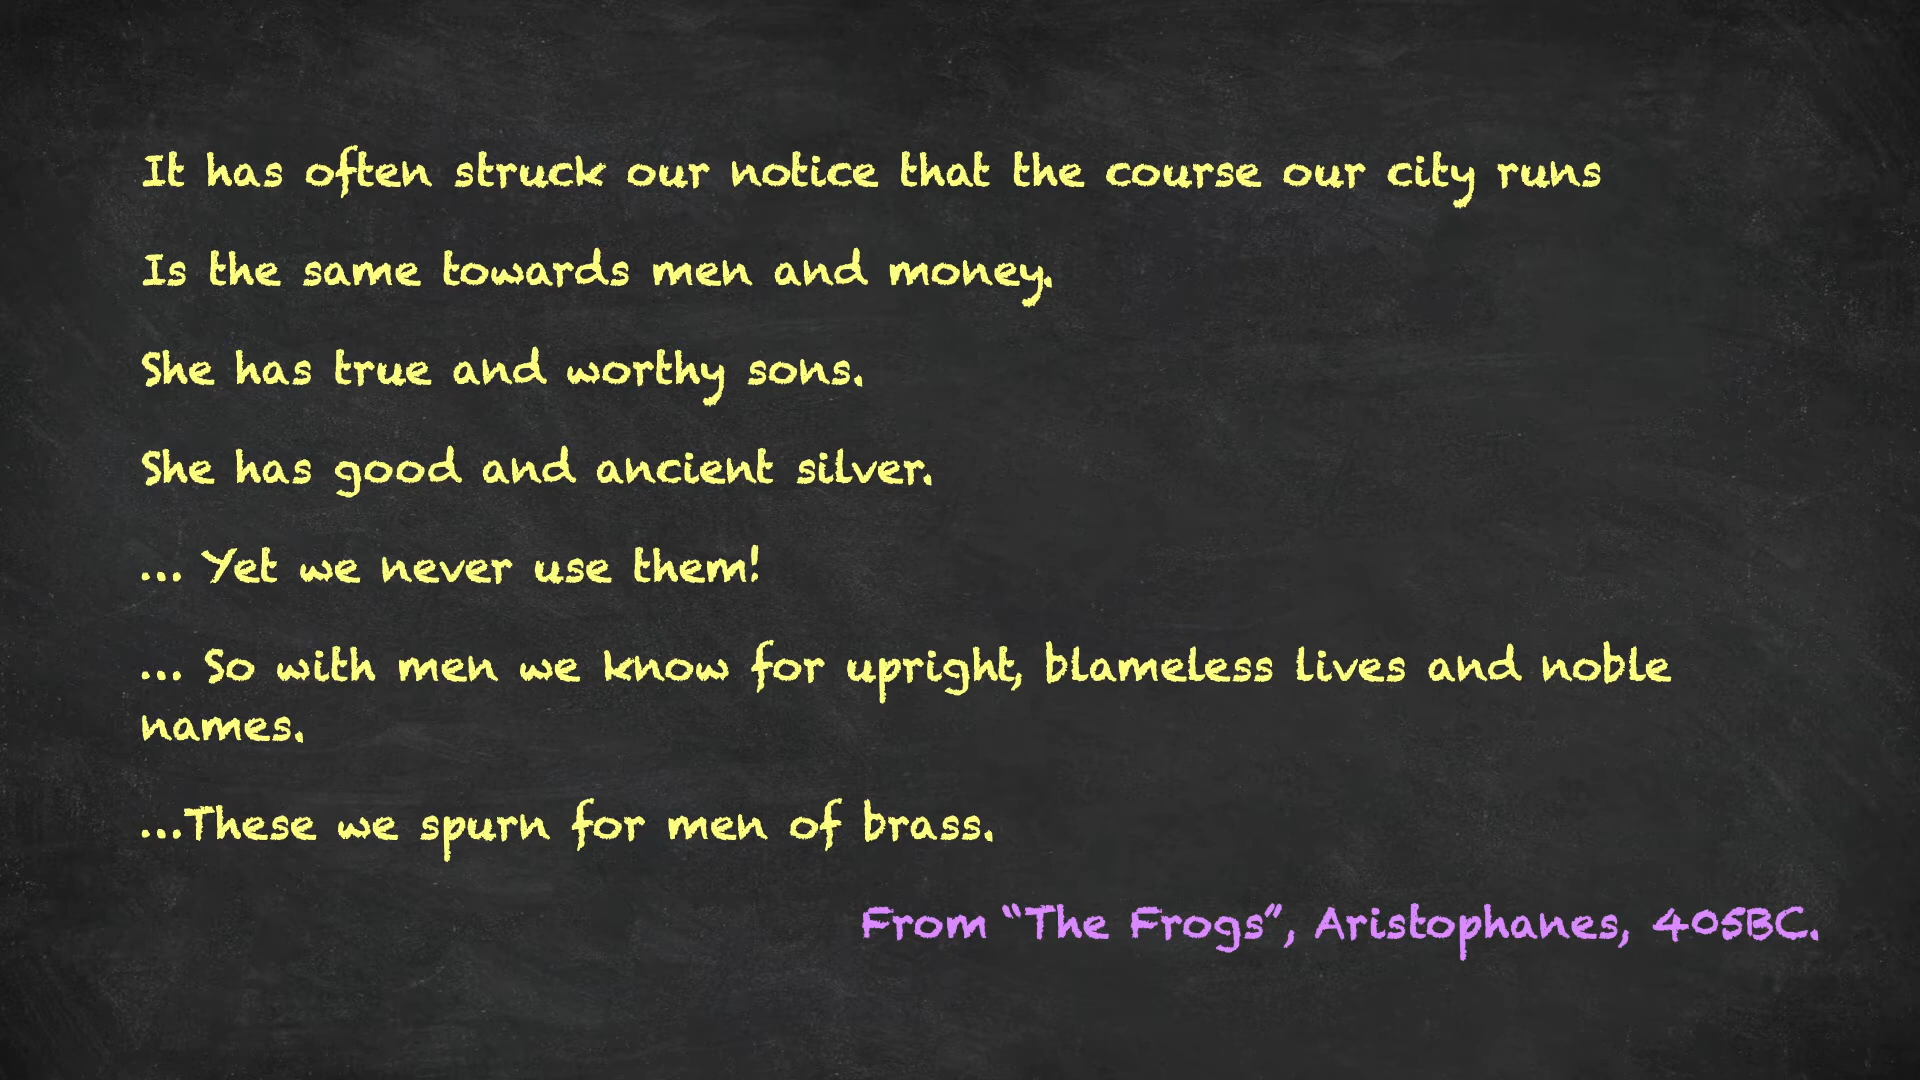 It has often struck our notice that the course our city runs
Is the same towards men and money.
She has true and worthy sons.
She has good and ancient silver.
... Yet we never use them!
... So with men we know for upright, blameless lives and noble
names.
...These we spurn for men of brass.
From “The Frogs”, Aristophanes, 405BC.